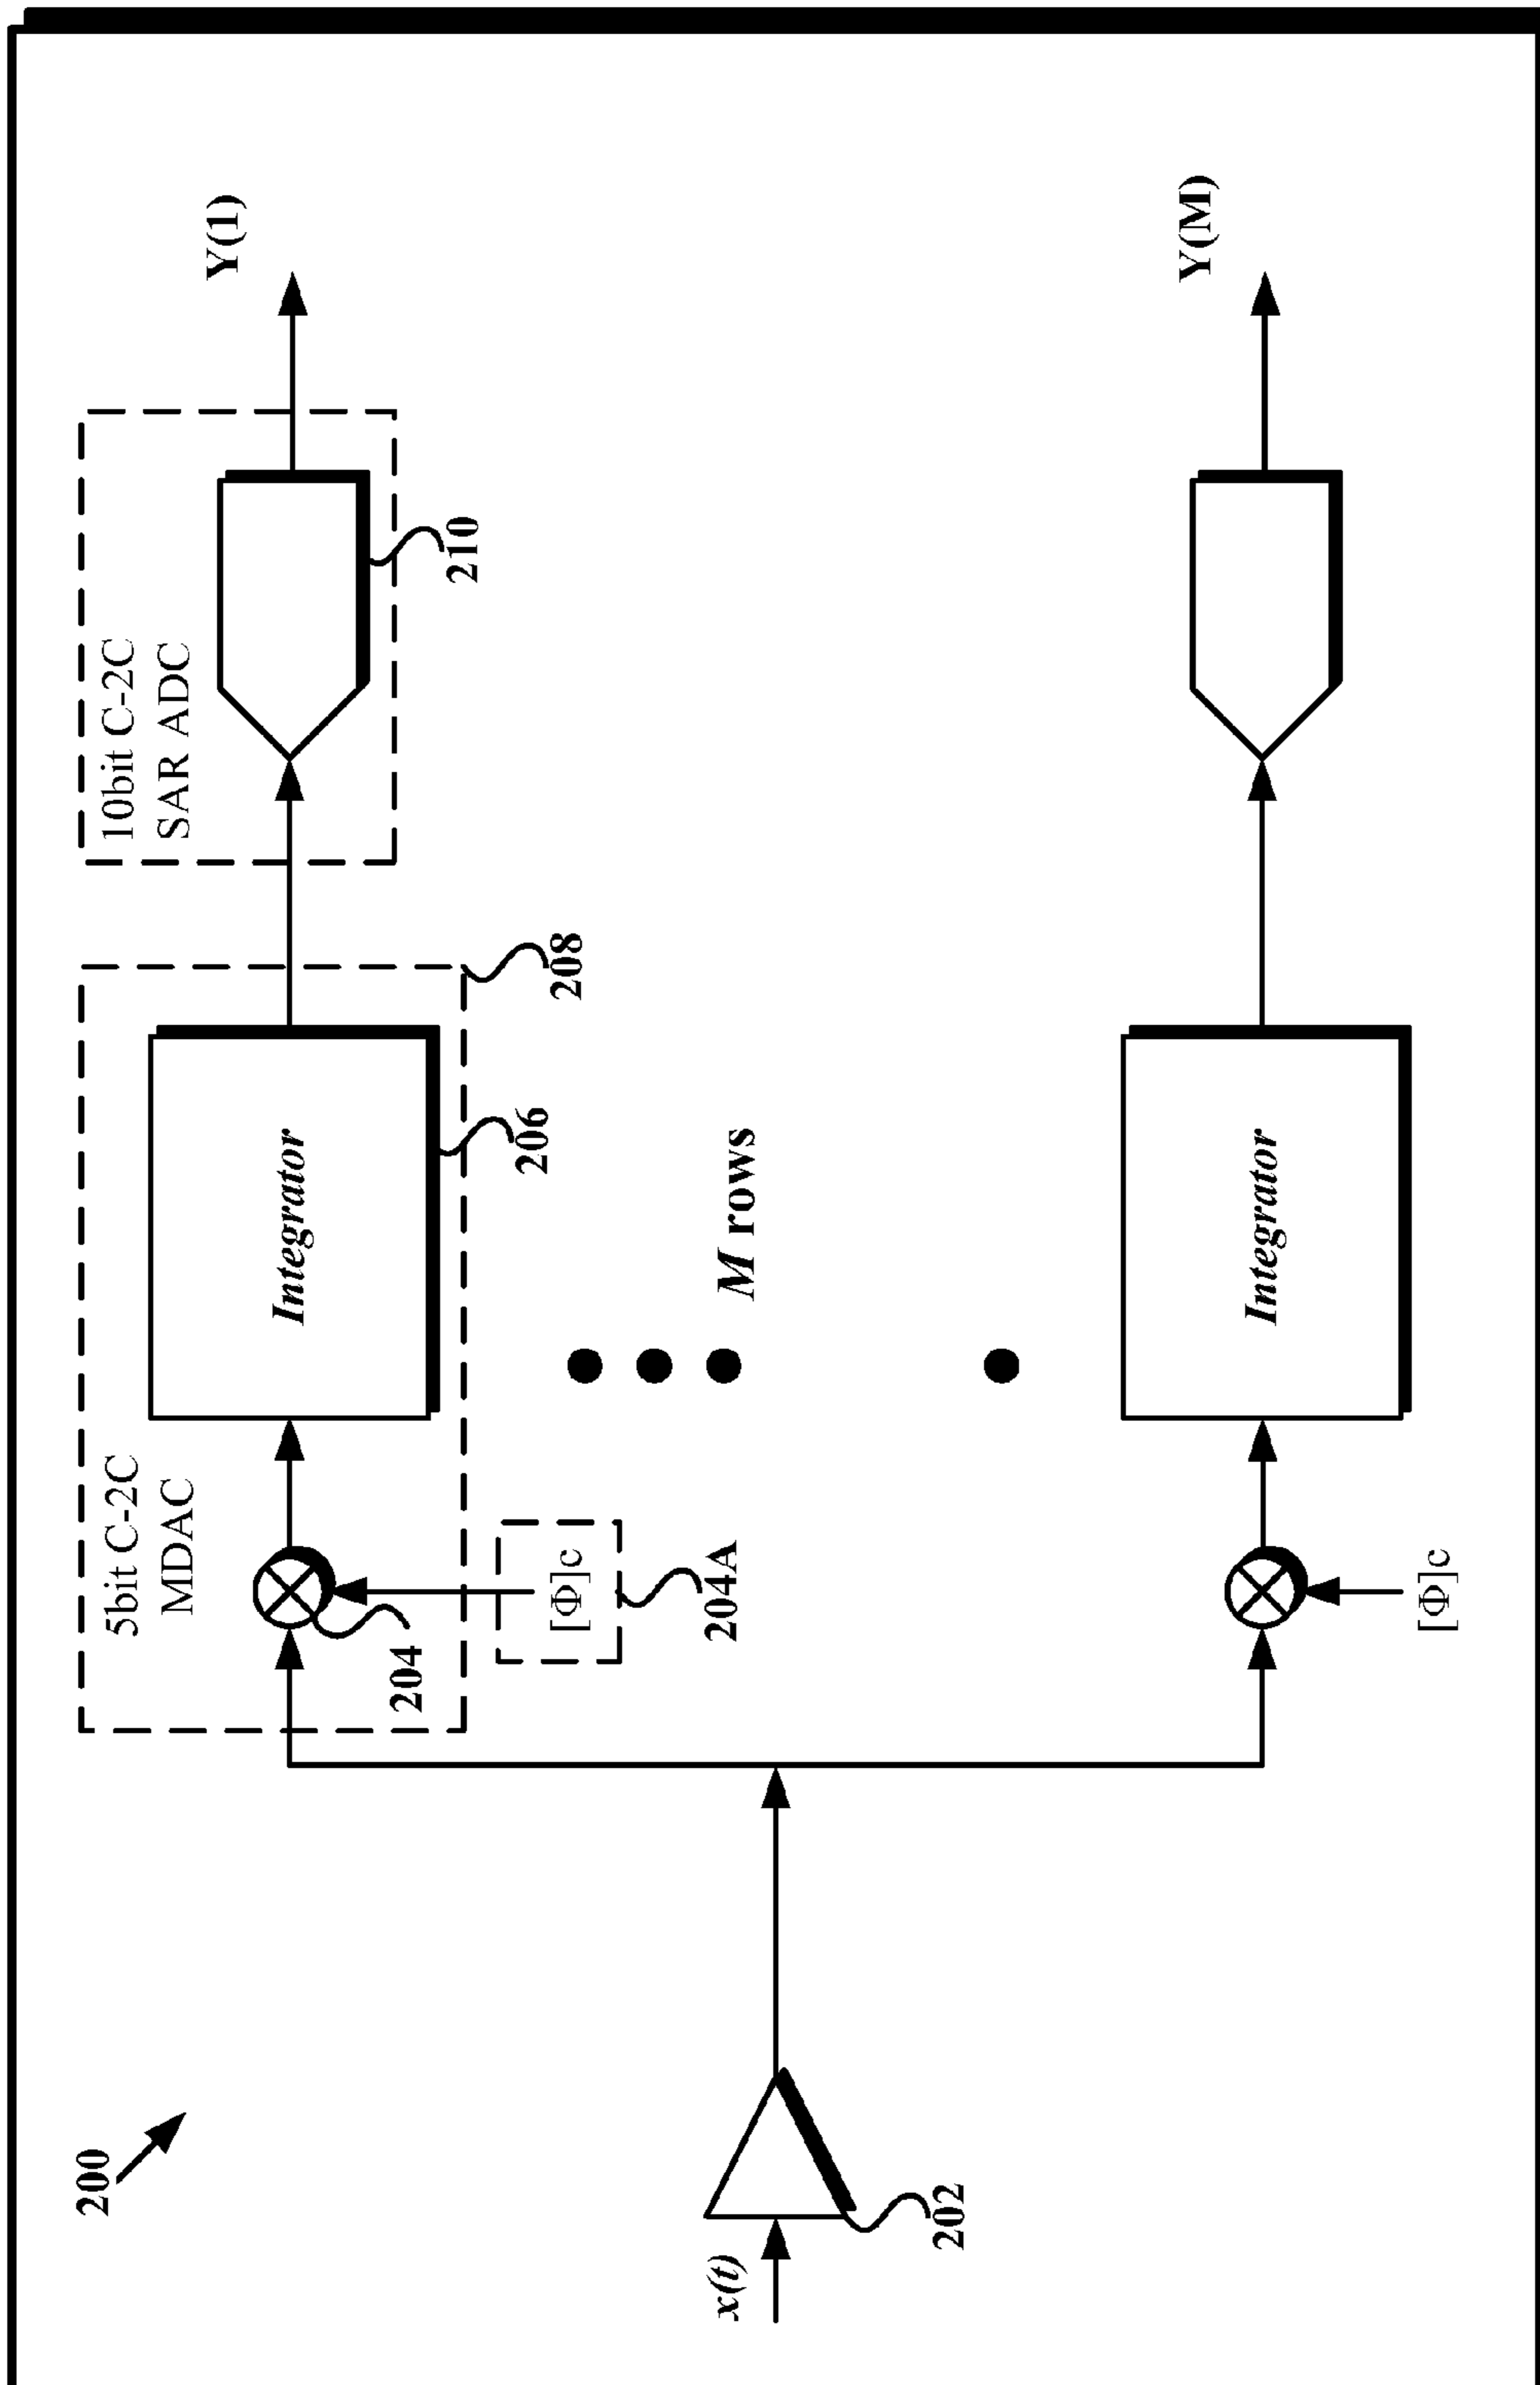 200
x(t)
202
5bit C-2C
MDAC
204
[Φ]c
204A
Integrator
206
208
10bit C-2C
SAR ADC
210
Y(1)
M rows
[Φ]c
Integrator
Y(M)